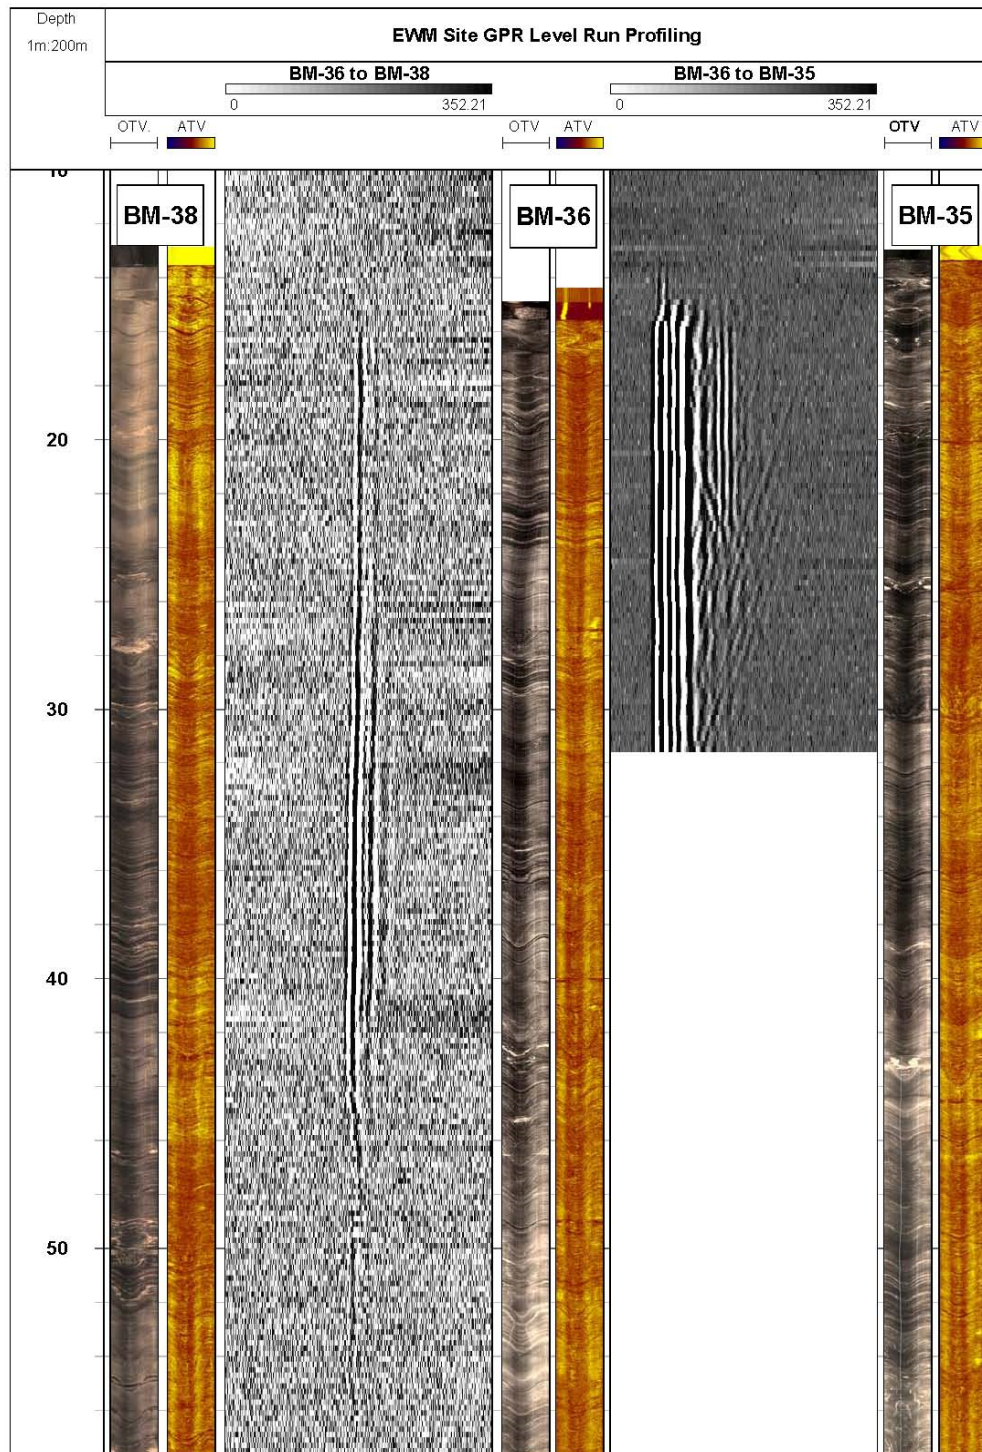 Depth
1m:200m
EWM Site GPR Level Run Profiling
BM-36 to BM-38
BM-36 to BM-35
0 352.21
0 352.21
OTV. ATV
OTV ATV
OTV ATV
10
BM-38
BM-36
BM-35
20
30
40
50